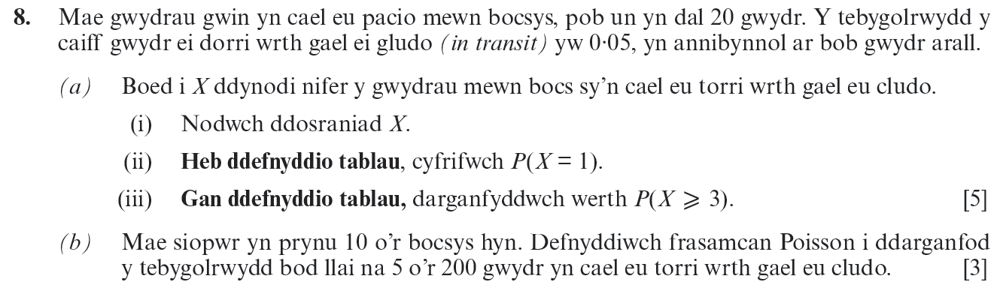 8. Mae gwydrau gwin yn cael eu pacio mewn bocsys, pob un yn dal 20 gwydr. Y tebygolrwydd y
caiff gwydr ei dorri wrth gael ei gludo (in transit) yw 0·05, yn annibynnol ar bob gwydr arall.
(a) Boed i X ddynodi nifer y gwydrau mewn bocs sy’n cael eu torri wrth gael eu cludo.
(i) Nodwch ddosraniad X.
(ii) Heb ddefnyddio tablau, cyfrifwch P(X = 1).
(iii) Gan ddefnyddio tablau, darganfyddwch werth P(X ⩾ 3). [5]
(b) Mae siopwr yn prynu 10 o’r bocsys hyn. Defnyddiwch frasamcan Poisson i ddarganfod
y tebygolrwydd bod llai na 5 o’r 200 gwydr yn cael eu torri wrth gael eu cludo. [3]